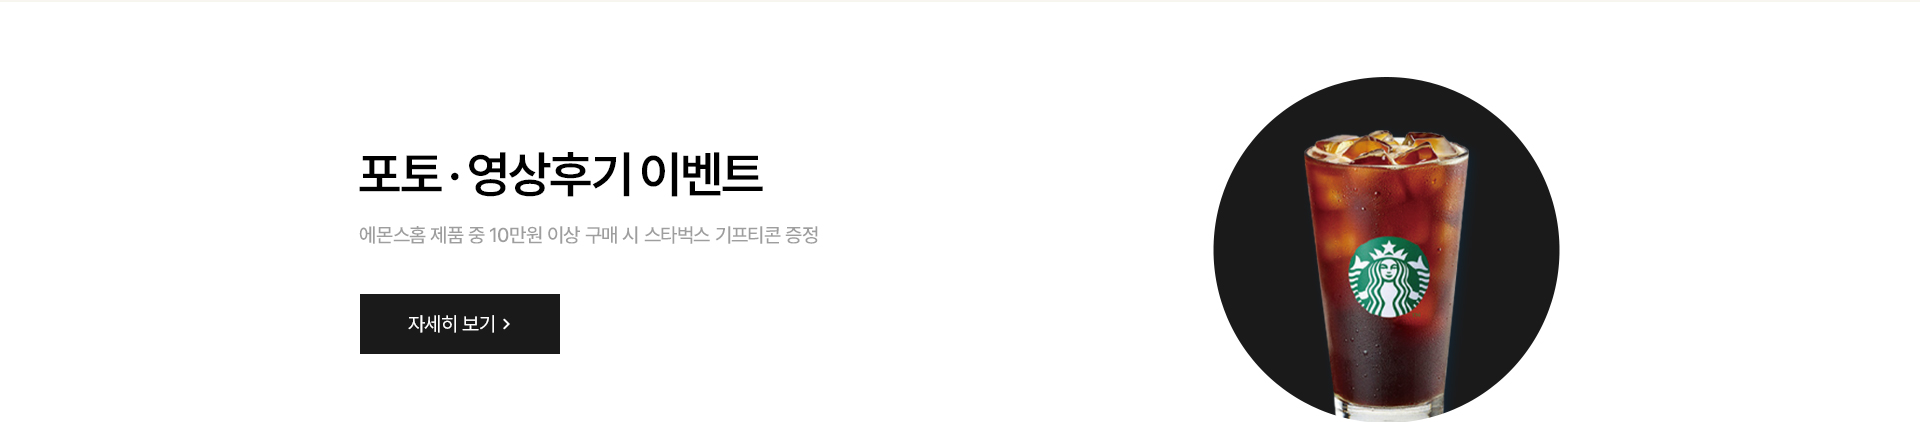 포토 · 영상후기 이벤트
에몬스홈 제품 중 10만원 이상 구매 시 스타벅스 기프티콘 증정
자세히 보기 >